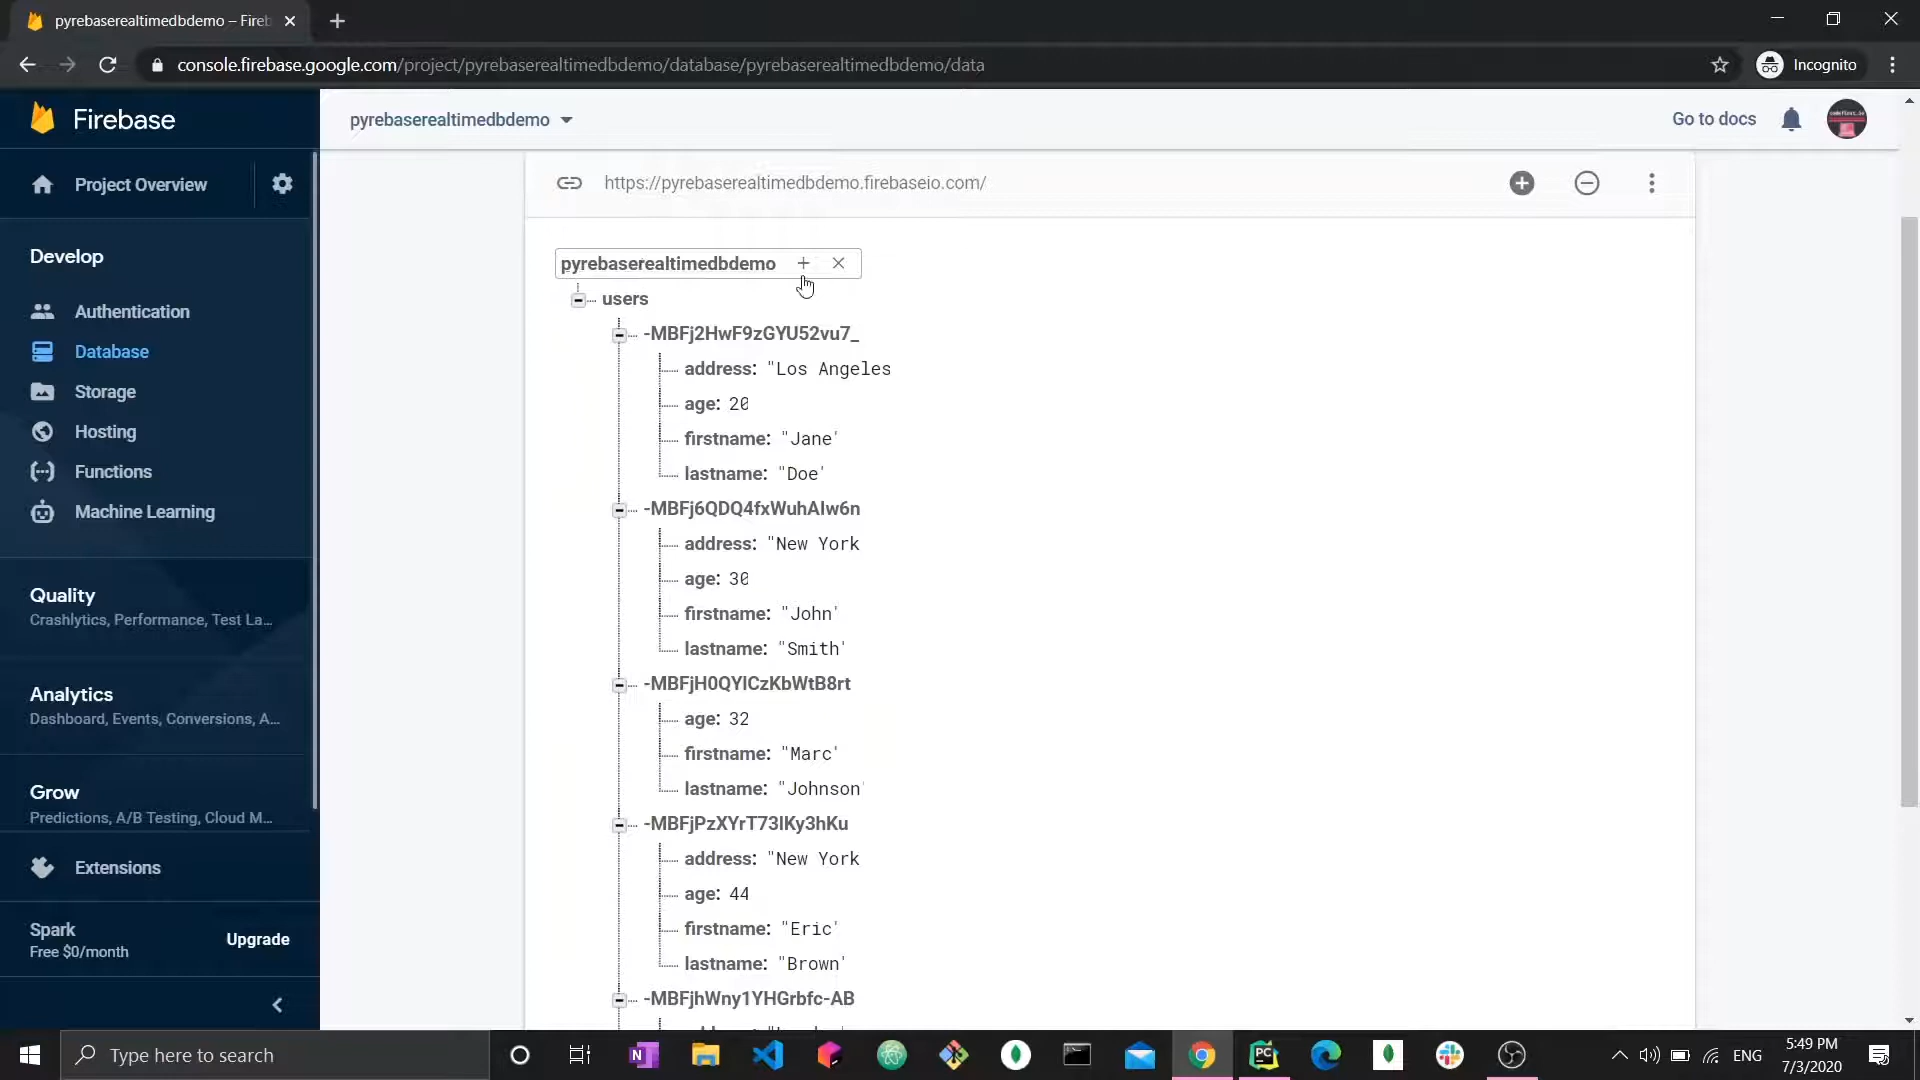 pyrebaserealtimedbdemo – Fireb
console.firebase.google.com/project/pyrebaserealtimedbdemo/database/pyrebaserealtimedbdemo/data
Incognito
Firebase
pyrebaserealtimedbdemo
Go to docs
Project Overview
https://pyrebaserealtimedbdemo.firebaseio.com/
Develop
Authentication
Database
Storage
Hosting
Functions
Machine Learning
Quality
Crashlytics, Performance, Test La...
Analytics
Dashboard, Events, Conversions, A...
Grow
Predictions, A/B Testing, Cloud M...
Extensions
Spark
Free $0/month
Upgrade
pyrebaserealtimedbdemo
users
-MBFj2HwF9zGYU52vu7_
address: "Los Angeles
age: 20
firstname: "Jane"
lastname: "Doe"
-MBFj6QDQ4fxWuhAIw6n
address: "New York
age: 30
firstname: "John"
lastname: "Smith"
-MBFjH0QYlCzKbWtB8rt
age: 32
firstname: "Marc"
lastname: "Johnson"
-MBFjPzXYrT73lKy3hKu
address: "New York
age: 44
firstname: "Eric"
lastname: "Brown"
-MBFjhWny1YHGrbfc-AB
Type here to search
ENG
5:49 PM
7/3/2020